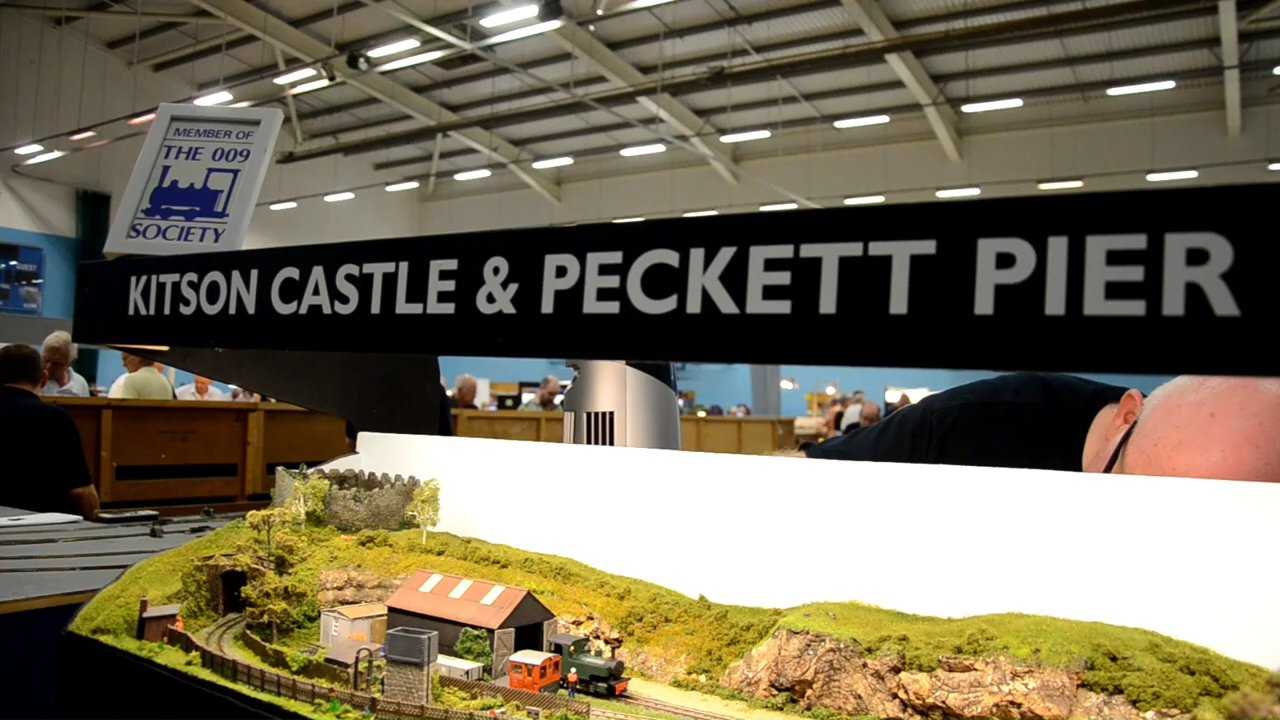 MEMBER OF
THE 009
SOCIETY
KITSON CASTLE & PECKETT PIER